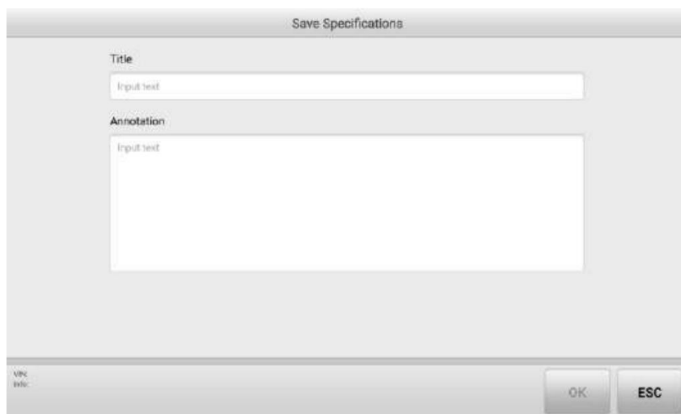 Save Specifications
Title
Input text
Annotation
Input text
VIN:
Info:
OK
ESC